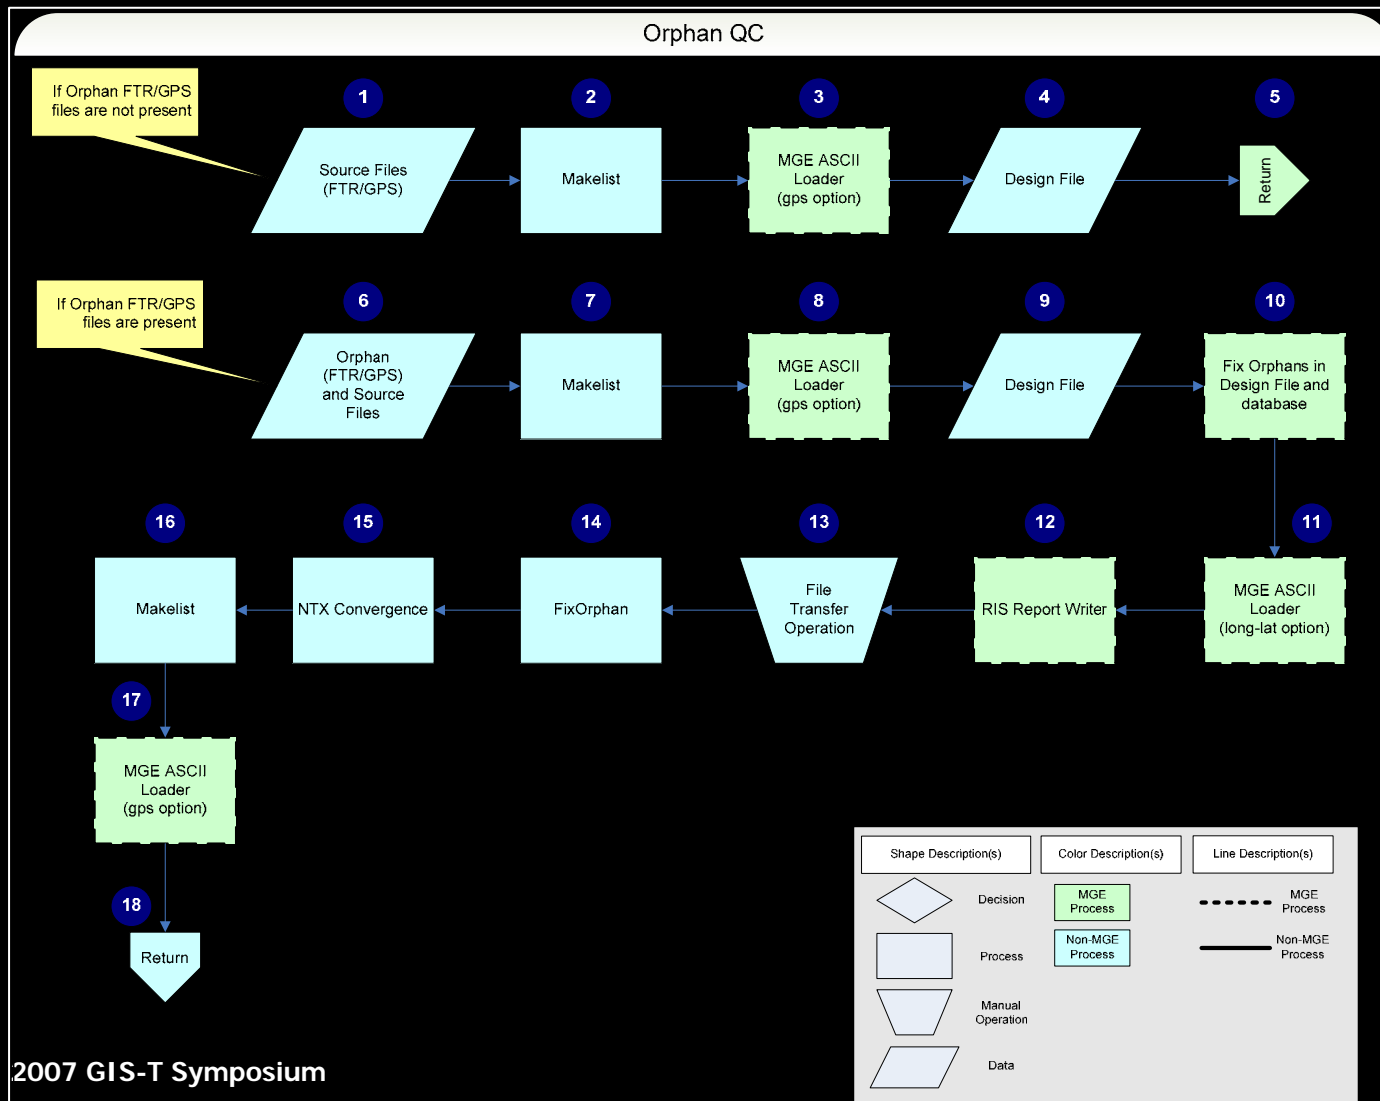 Orphan QC
If Orphan FTR/GPS
files are not present
1
2
3
4
5
Source Files
(FTR/GPS)
Makelist
MGE ASCII
Loader
(gps option)
Design File
Return
If Orphan FTR/GPS
files are present
6
7
8
9
10
Orphan
(FTR/GPS)
and Source
Files
Makelist
MGE ASCII
Loader
(gps option)
Design File
Fix Orphans in
Design File and
database
16
15
14
13
12
11
Makelist
NTX Convergence
FixOrphan
File
Transfer
Operation
RIS Report Writer
MGE ASCII
Loader
(long-lat option)
17
MGE ASCII
Loader
(gps option)
18
Return
Shape Description(s)
Color Description(s)
Line Description(s)
Decision
MGE
Process
MGE
Process
Process
Non-MGE
Process
Non-MGE
Process
Manual
Operation
Data
2007 GIS-T Symposium